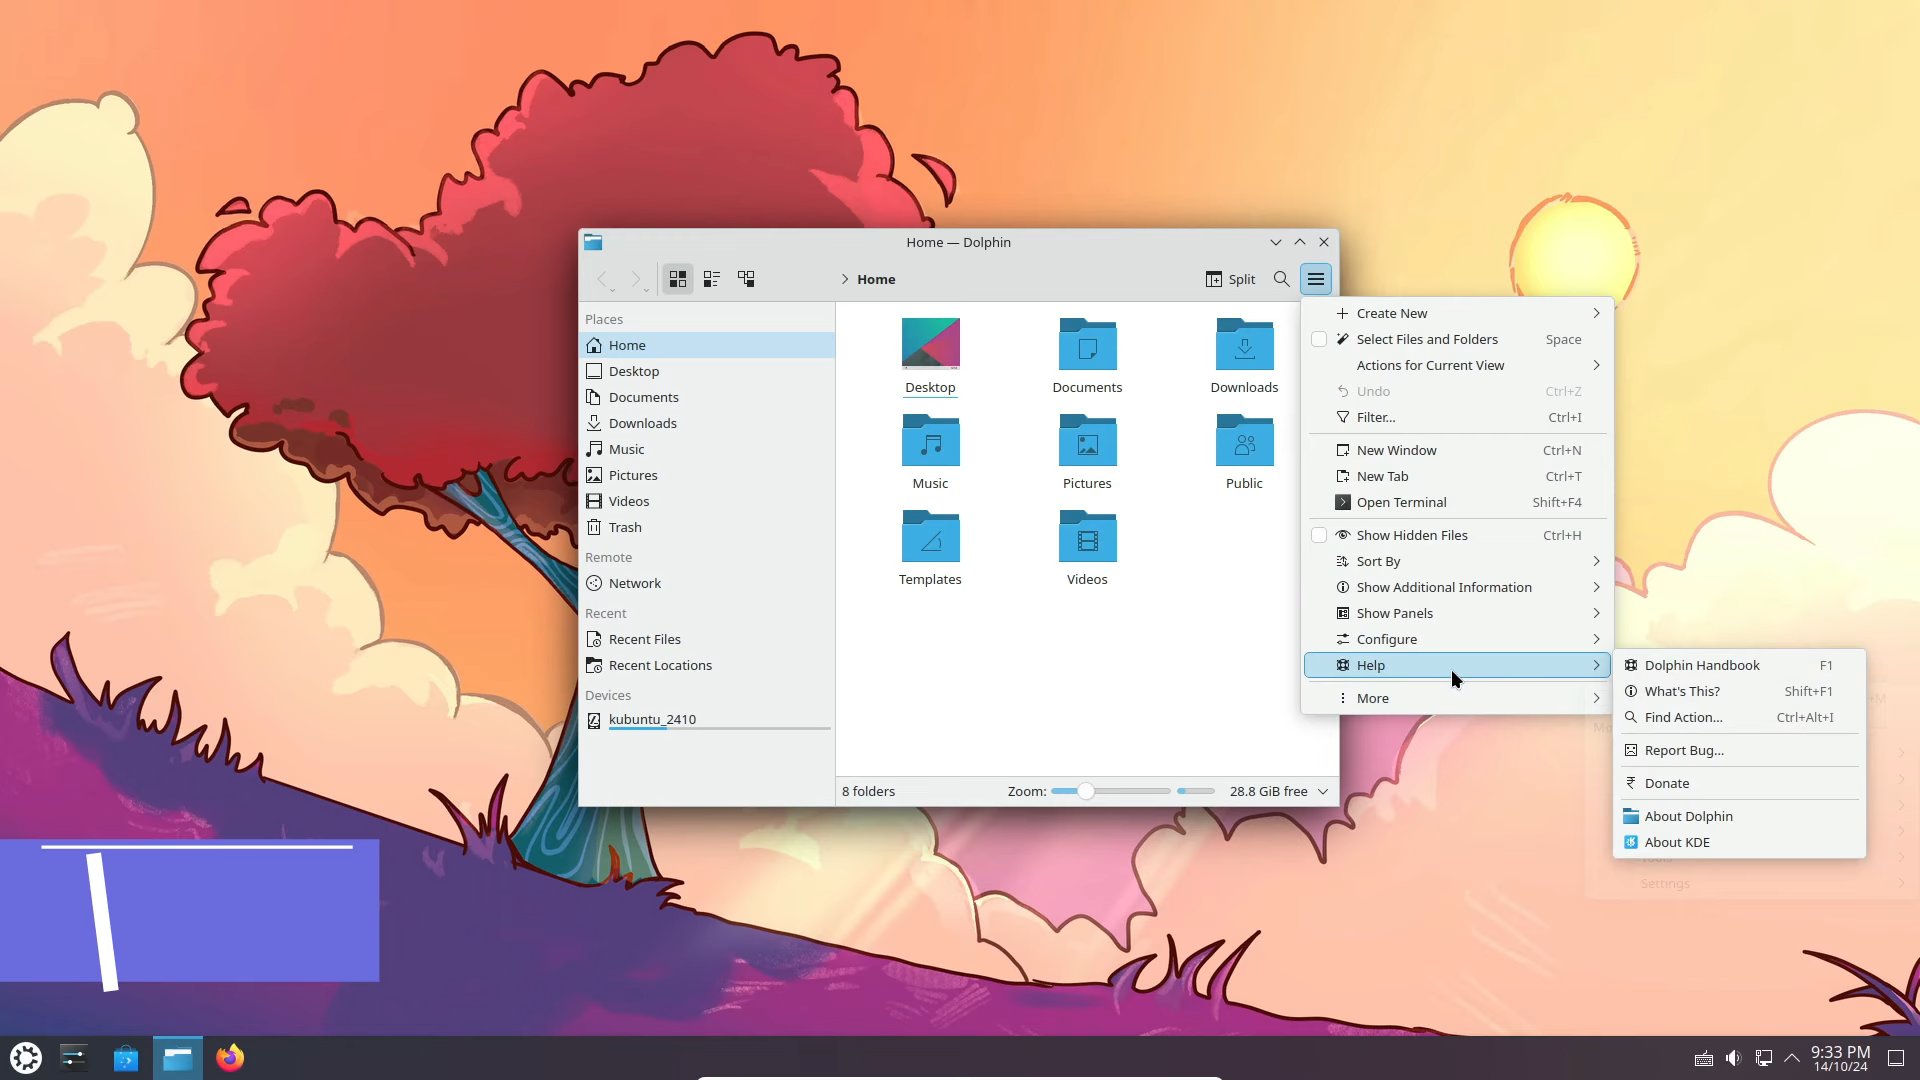 Home — Dolphin
Home
Split
Places
Home
Desktop
Documents
Downloads
Music
Pictures
Videos
Trash
Remote
Network
Recent
Recent Files
Recent Locations
Devices
kubuntu_2410
Desktop
Documents
Downloads
Music
Pictures
Public
Templates
Videos
8 folders
Zoom:
28.8 GiB free
Create New
Select Files and Folders Space
Actions for Current View
Undo Ctrl+Z
Filter... Ctrl+I
New Window Ctrl+N
New Tab Ctrl+T
Open Terminal Shift+F4
Show Hidden Files Ctrl+H
Sort By
Show Additional Information
Show Panels
Configure
Help
More
Dolphin Handbook F1
What's This? Shift+F1
Find Action... Ctrl+Alt+I
Report Bug...
Donate
About Dolphin
About KDE
Settings
9:33 PM
14/10/24